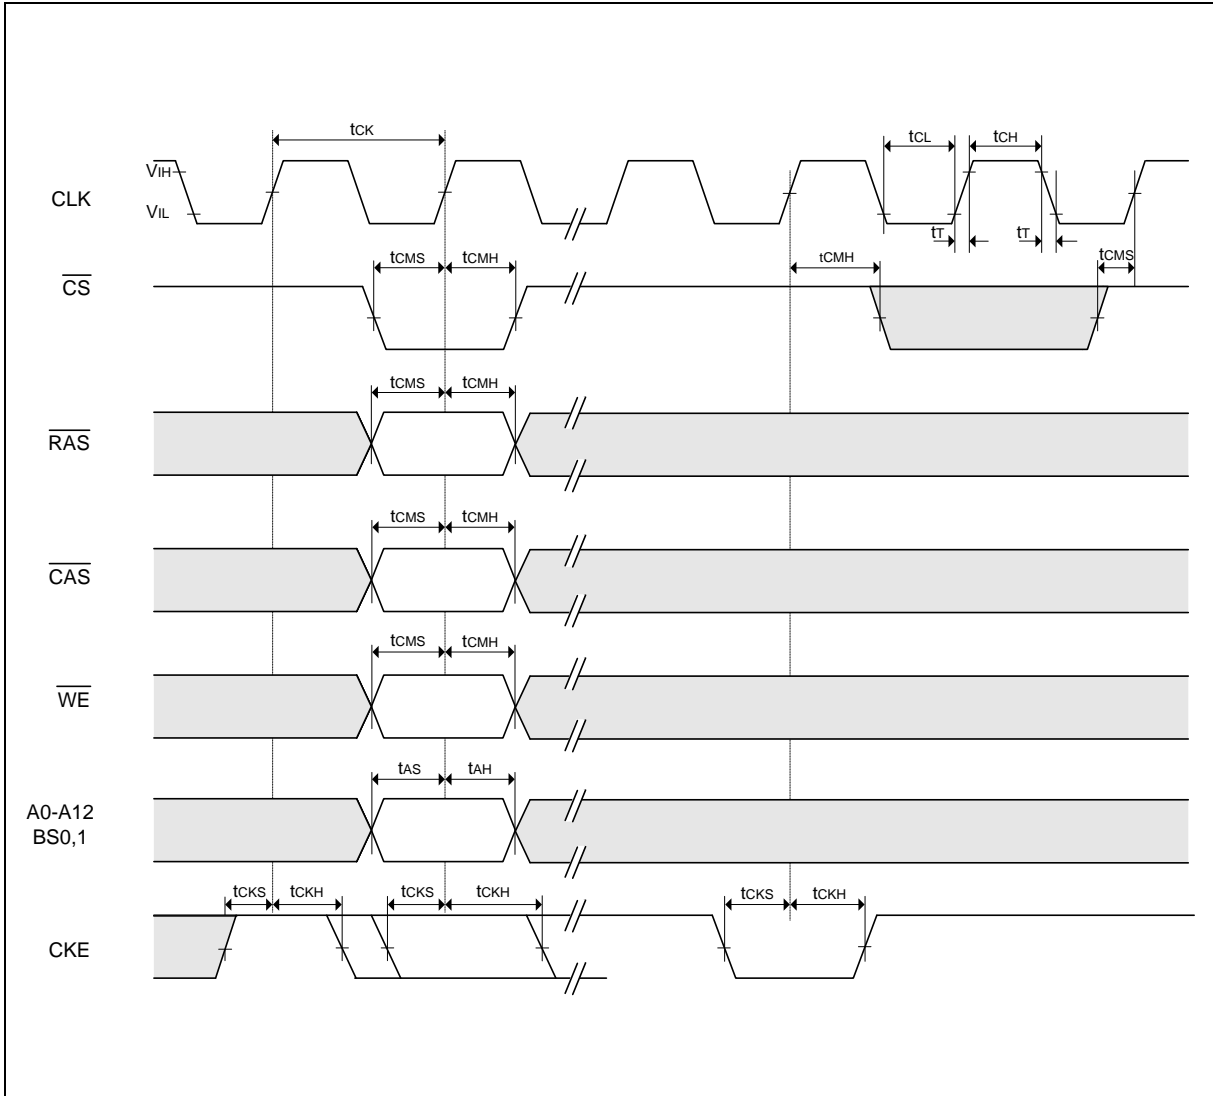 tCK
tCL
tCH
VIH
CLK
VIL
tT
tT
tCMS
tCMH
tCMH
tCMS
CS
tCMS
tCMH
RAS
tCMS
tCMH
CAS
tCMS
tCMH
WE
tAS
tAH
A0-A12
BS0,1
tCKS
tCKH
tCKS
tCKH
tCKS
tCKH
CKE